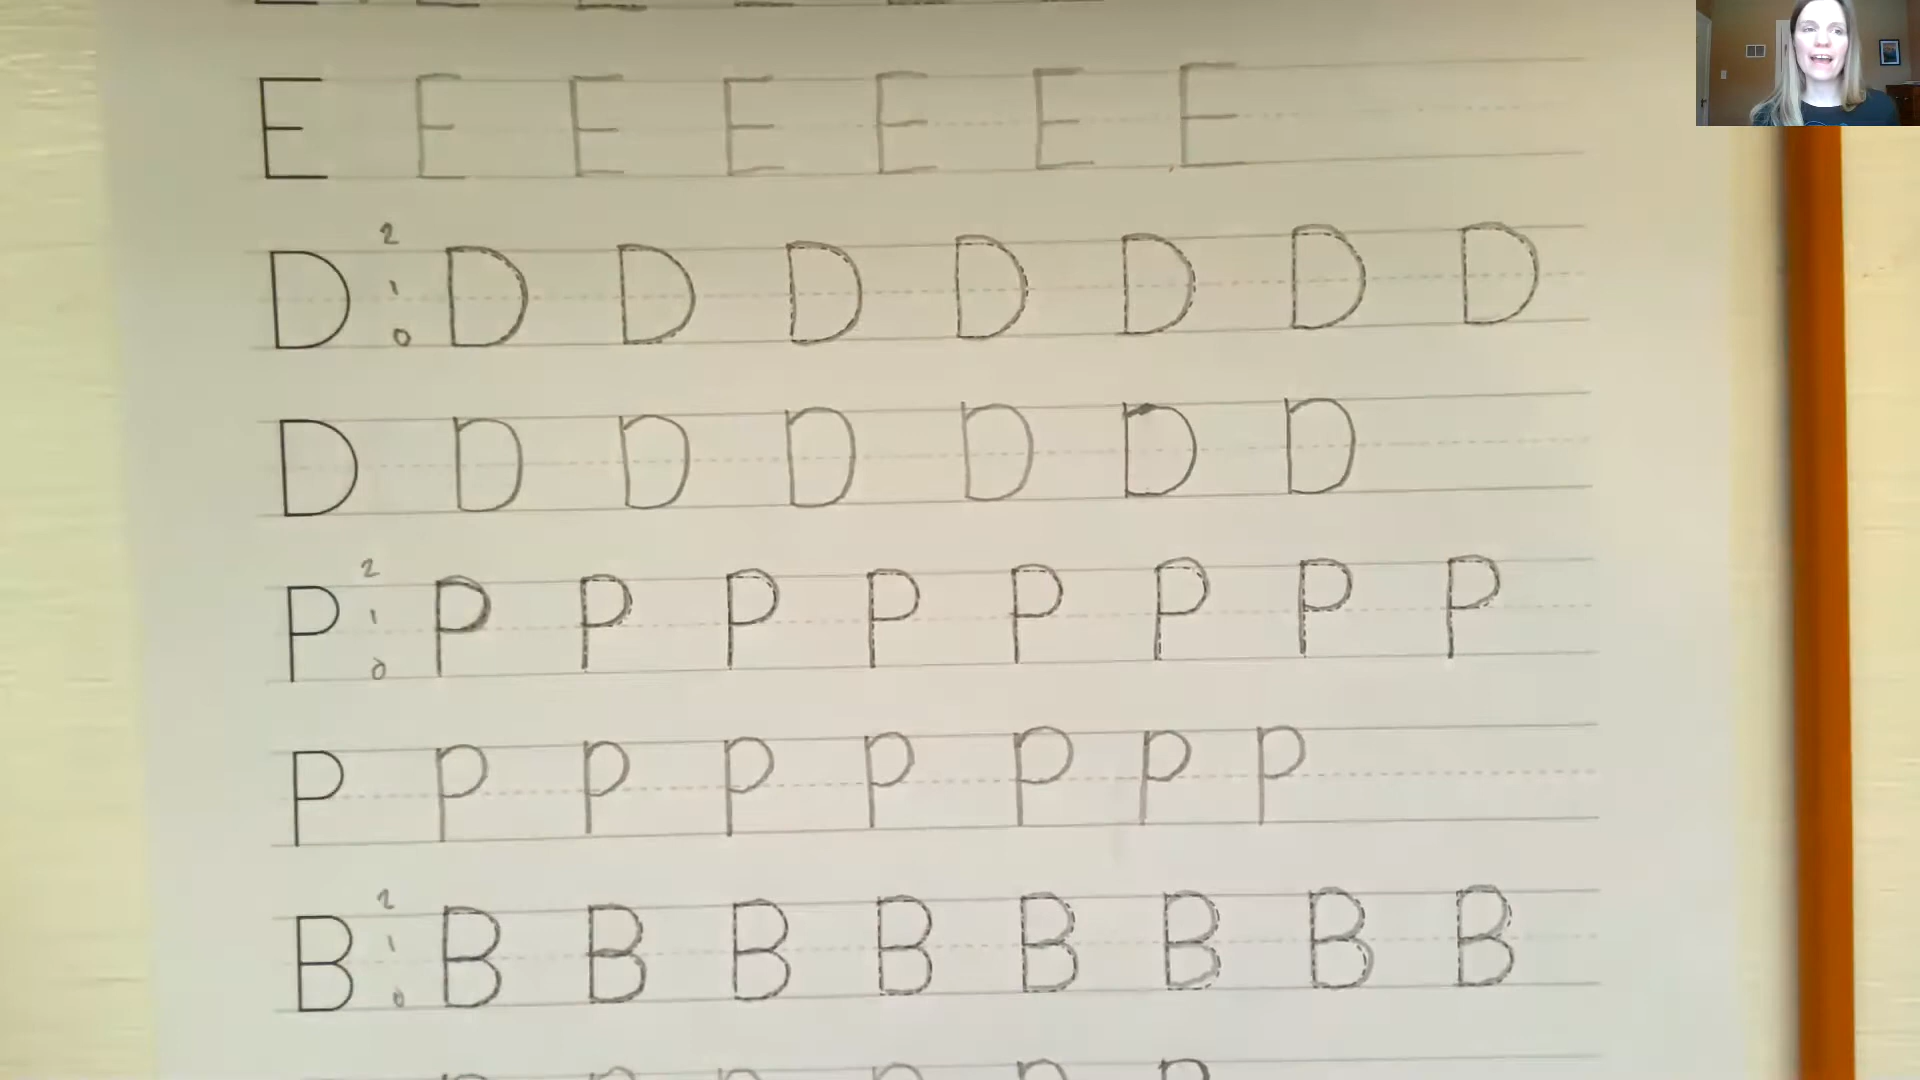 E E E E E E E
2
D 1 D D D D D D D
0
D D D D D D D
2
P 1 P P P P P P P P
0
P P P P P P P P
2
B 1 B B B B B B B B
0